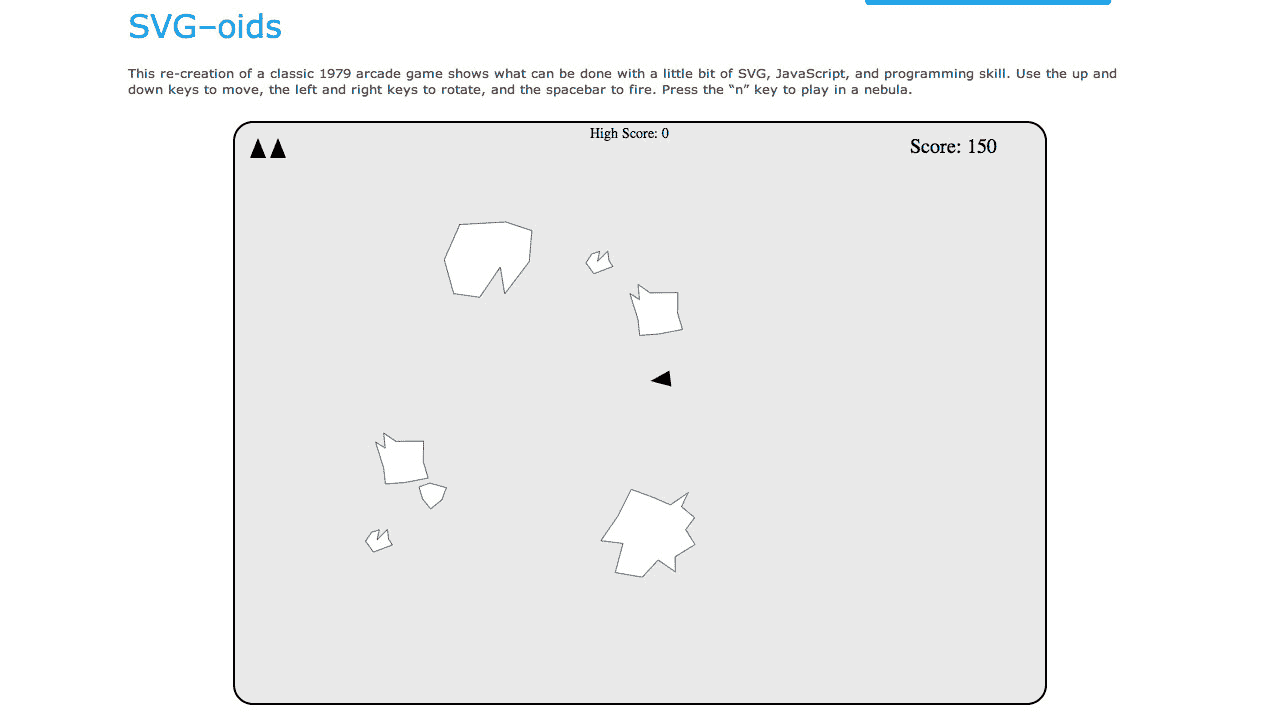 SVG–oids
This re-creation of a classic 1979 arcade game shows what can be done with a little bit of SVG, JavaScript, and programming skill. Use the up and
down keys to move, the left and right keys to rotate, and the spacebar to fire. Press the “n” key to play in a nebula.
High Score: 0
Score: 150